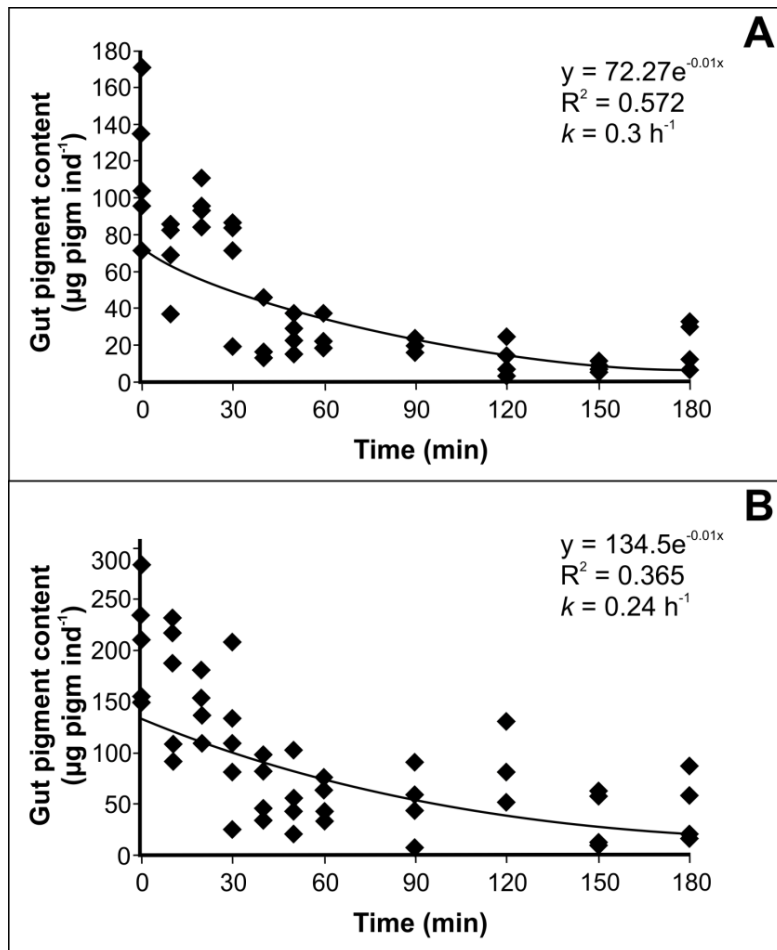 A
y = 72.27e^-0.01x
R² = 0.572
k = 0.3 h⁻¹
Gut pigment content
(µg pigm ind⁻¹)
180
160
140
120
100
80
60
40
20
0
0 30 60 90 120 150 180
Time (min)
B
y = 134.5e^-0.01x
R² = 0.365
k = 0.24 h⁻¹
Gut pigment content
(µg pigm ind⁻¹)
300
250
200
150
100
50
0
0 30 60 90 120 150 180
Time (min)